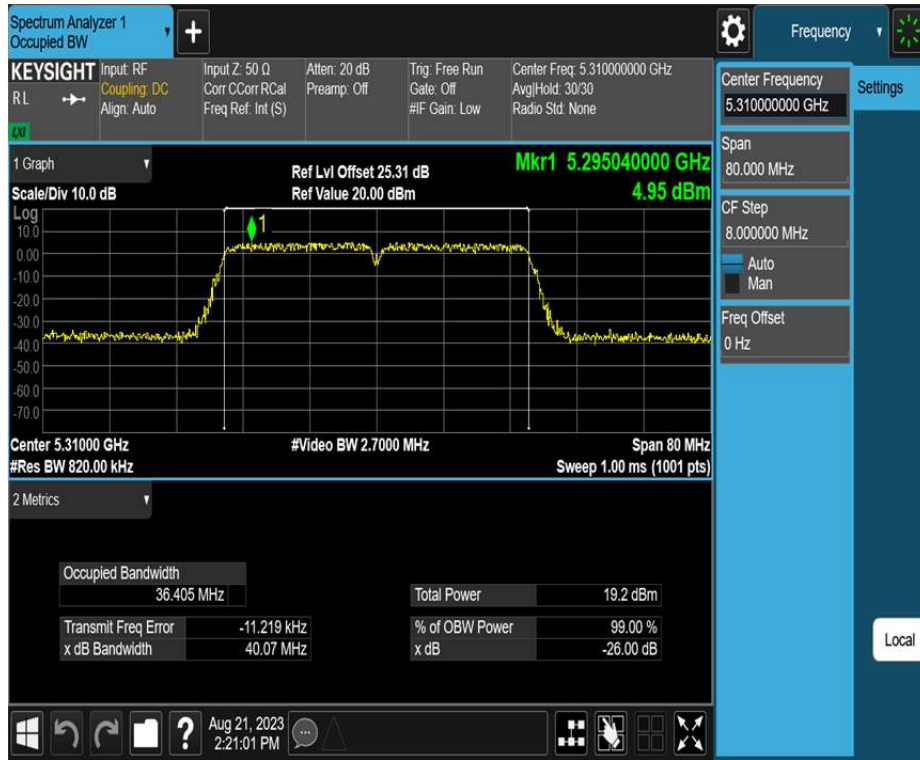 Spectrum Analyzer 1
Occupied BW
+
Frequency
KEYSIGHT
R L
LXI
Input: RF
Coupling: DC
Align: Auto
Input Z: 50 Ω
Corr CCorr RCal
Freq Ref: Int (S)
Atten: 20 dB
Preamp: Off
Trig: Free Run
Gate: Off
#IF Gain: Low
Center Freq: 5.310000000 GHz
Avg|Hold: 30/30
Radio Std: None
Center Frequency
5.310000000 GHz
Settings
Span
80.000 MHz
CF Step
8.000000 MHz
Auto
Man
Freq Offset
0 Hz
Local
1 Graph
Scale/Div 10.0 dB
Ref Lvl Offset 25.31 dB
Ref Value 20.00 dBm
Mkr1 5.295040000 GHz
4.95 dBm
Log
10.0
0.00
-10.0
-20.0
-30.0
-40.0
-50.0
-60.0
-70.0
1
Center 5.31000 GHz
#Video BW 2.7000 MHz
Span 80 MHz
#Res BW 820.00 kHz
Sweep 1.00 ms (1001 pts)
2 Metrics
Occupied Bandwidth
36.405 MHz
Total Power 19.2 dBm
Transmit Freq Error -11.219 kHz
% of OBW Power 99.00 %
x dB Bandwidth 40.07 MHz
x dB -26.00 dB
?
Aug 21, 2023
2:21:01 PM